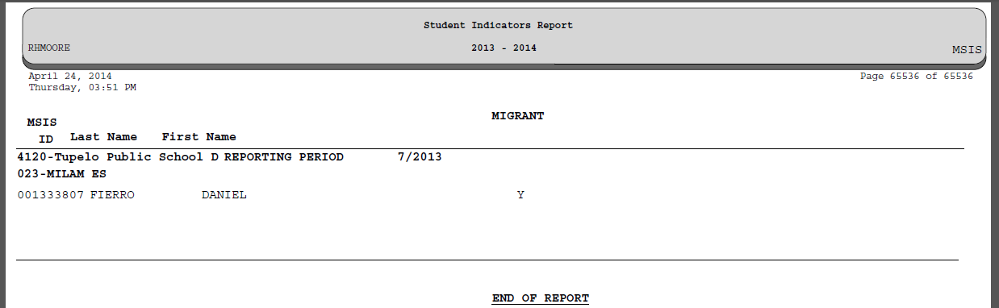 Student Indicators Report
RHMOORE 2013 - 2014 MSIS
April 24, 2014 Page 65536 of 65536
Thursday, 03:51 PM
MIGRANT
MSIS
ID Last Name First Name
4120-Tupelo Public School D REPORTING PERIOD 7/2013
023-MILAM ES
001333807 FIERRO DANIEL Y
END OF REPORT